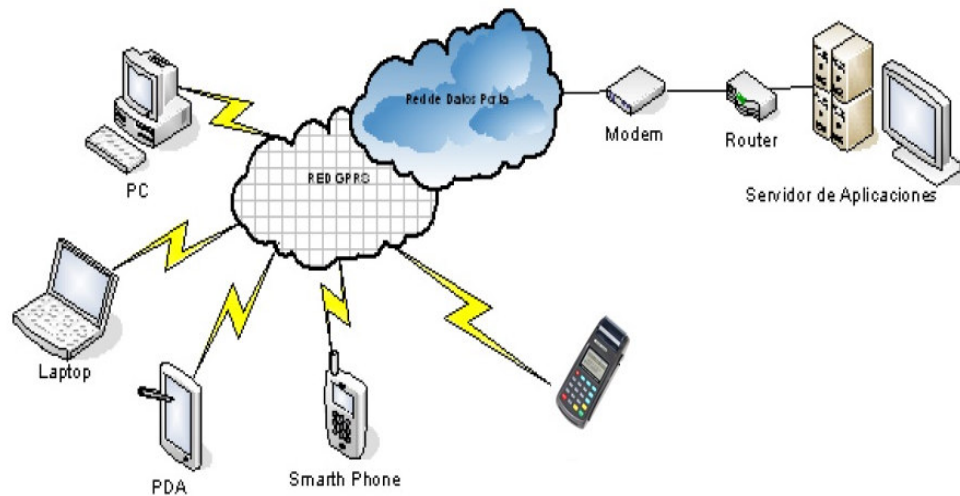 Red de Datos Porta
RED GPRS
Modem
Router
Servidor de Aplicaciones
PC
Laptop
PDA
Smarth Phone